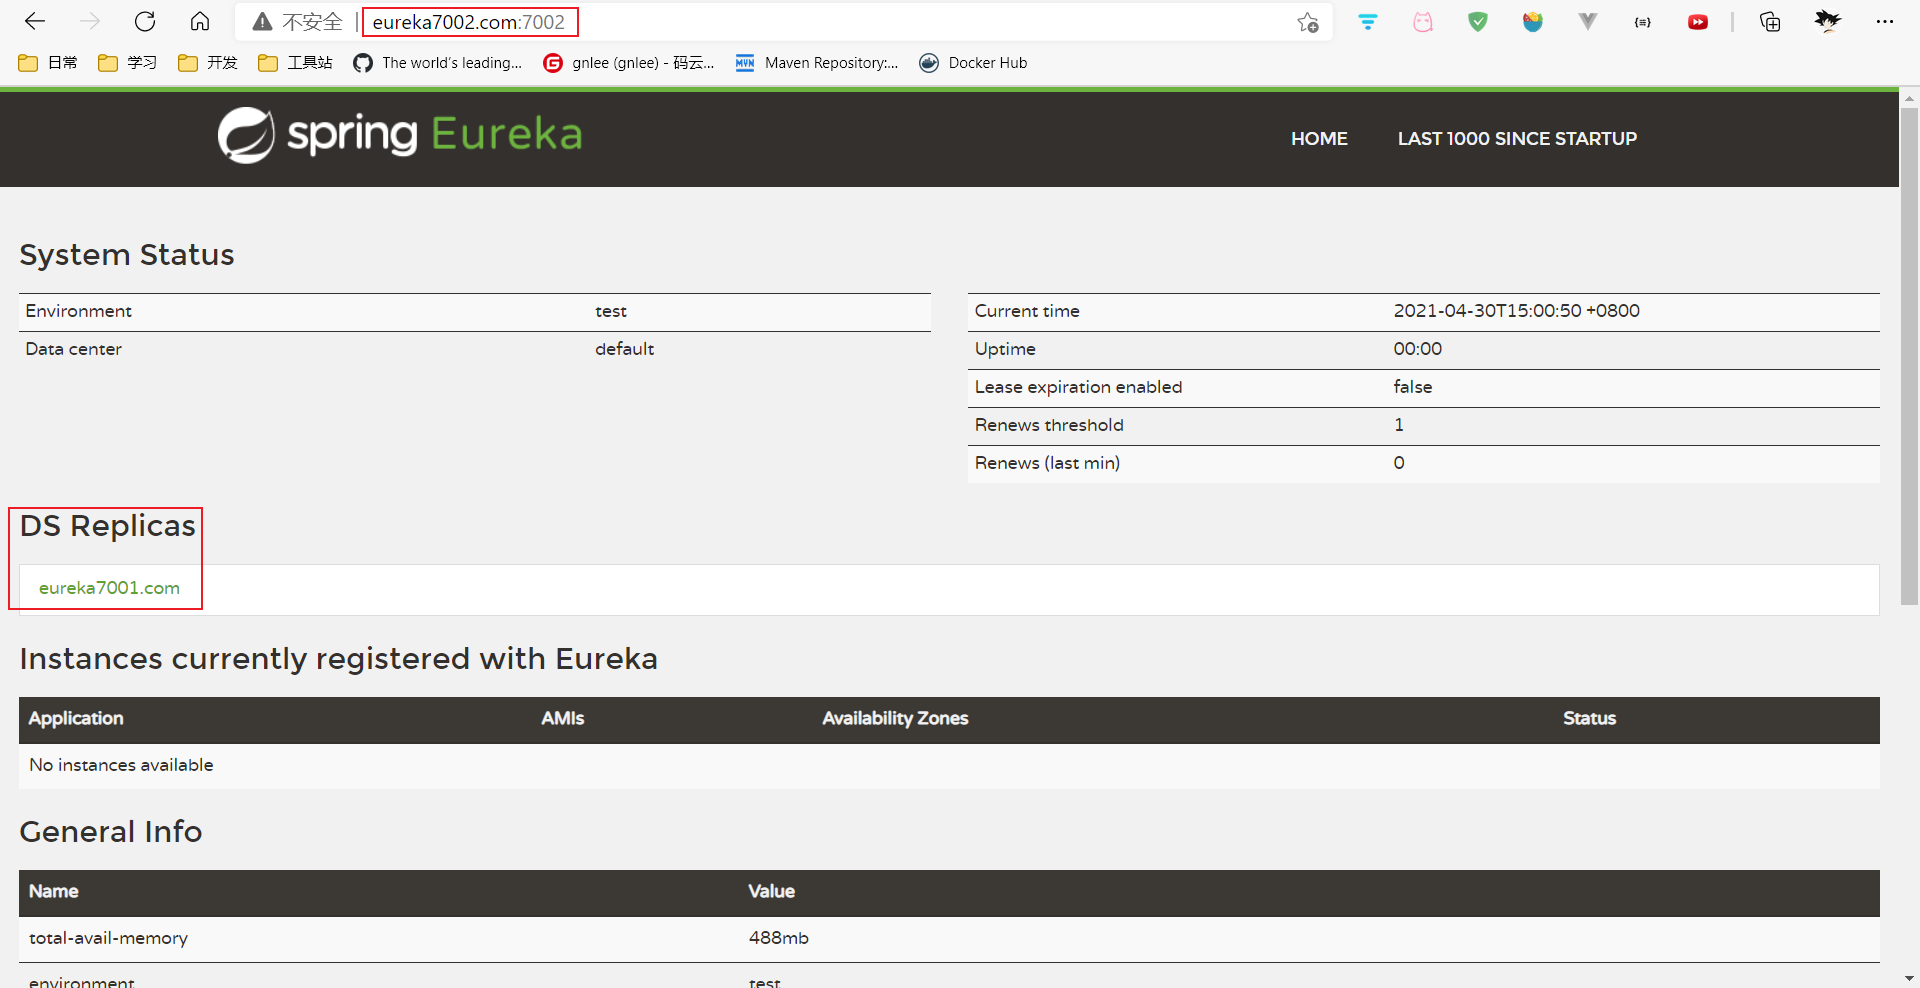 不安全 eureka7002.com:7002
日常 学习 开发 工具站 The world's leading... gnlee (gnlee) - 码云... Maven Repository:... Docker Hub
spring Eureka HOME LAST 1000 SINCE STARTUP
System Status
Environment test
Data center default
Current time 2021-04-30T15:00:50 +0800
Uptime 00:00
Lease expiration enabled false
Renews threshold 1
Renews (last min) 0
DS Replicas
eureka7001.com
Instances currently registered with Eureka
Application AMIs Availability Zones Status
No instances available
General Info
Name Value
total-avail-memory 488mb
environment test